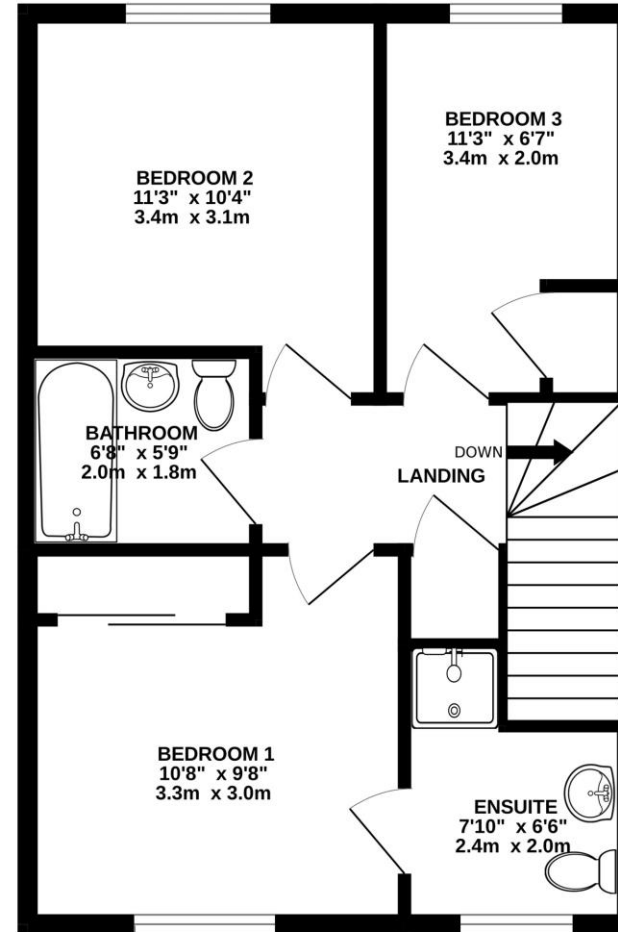 BEDROOM 2
11'3" x 10'4"
3.4m x 3.1m
BEDROOM 3
11'3" x 6'7"
3.4m x 2.0m
BATHROOM
6'8" x 5'9"
2.0m x 1.8m
DOWN
LANDING
BEDROOM 1
10'8" x 9'8"
3.3m x 3.0m
ENSUITE
7'10" x 6'6"
2.4m x 2.0m